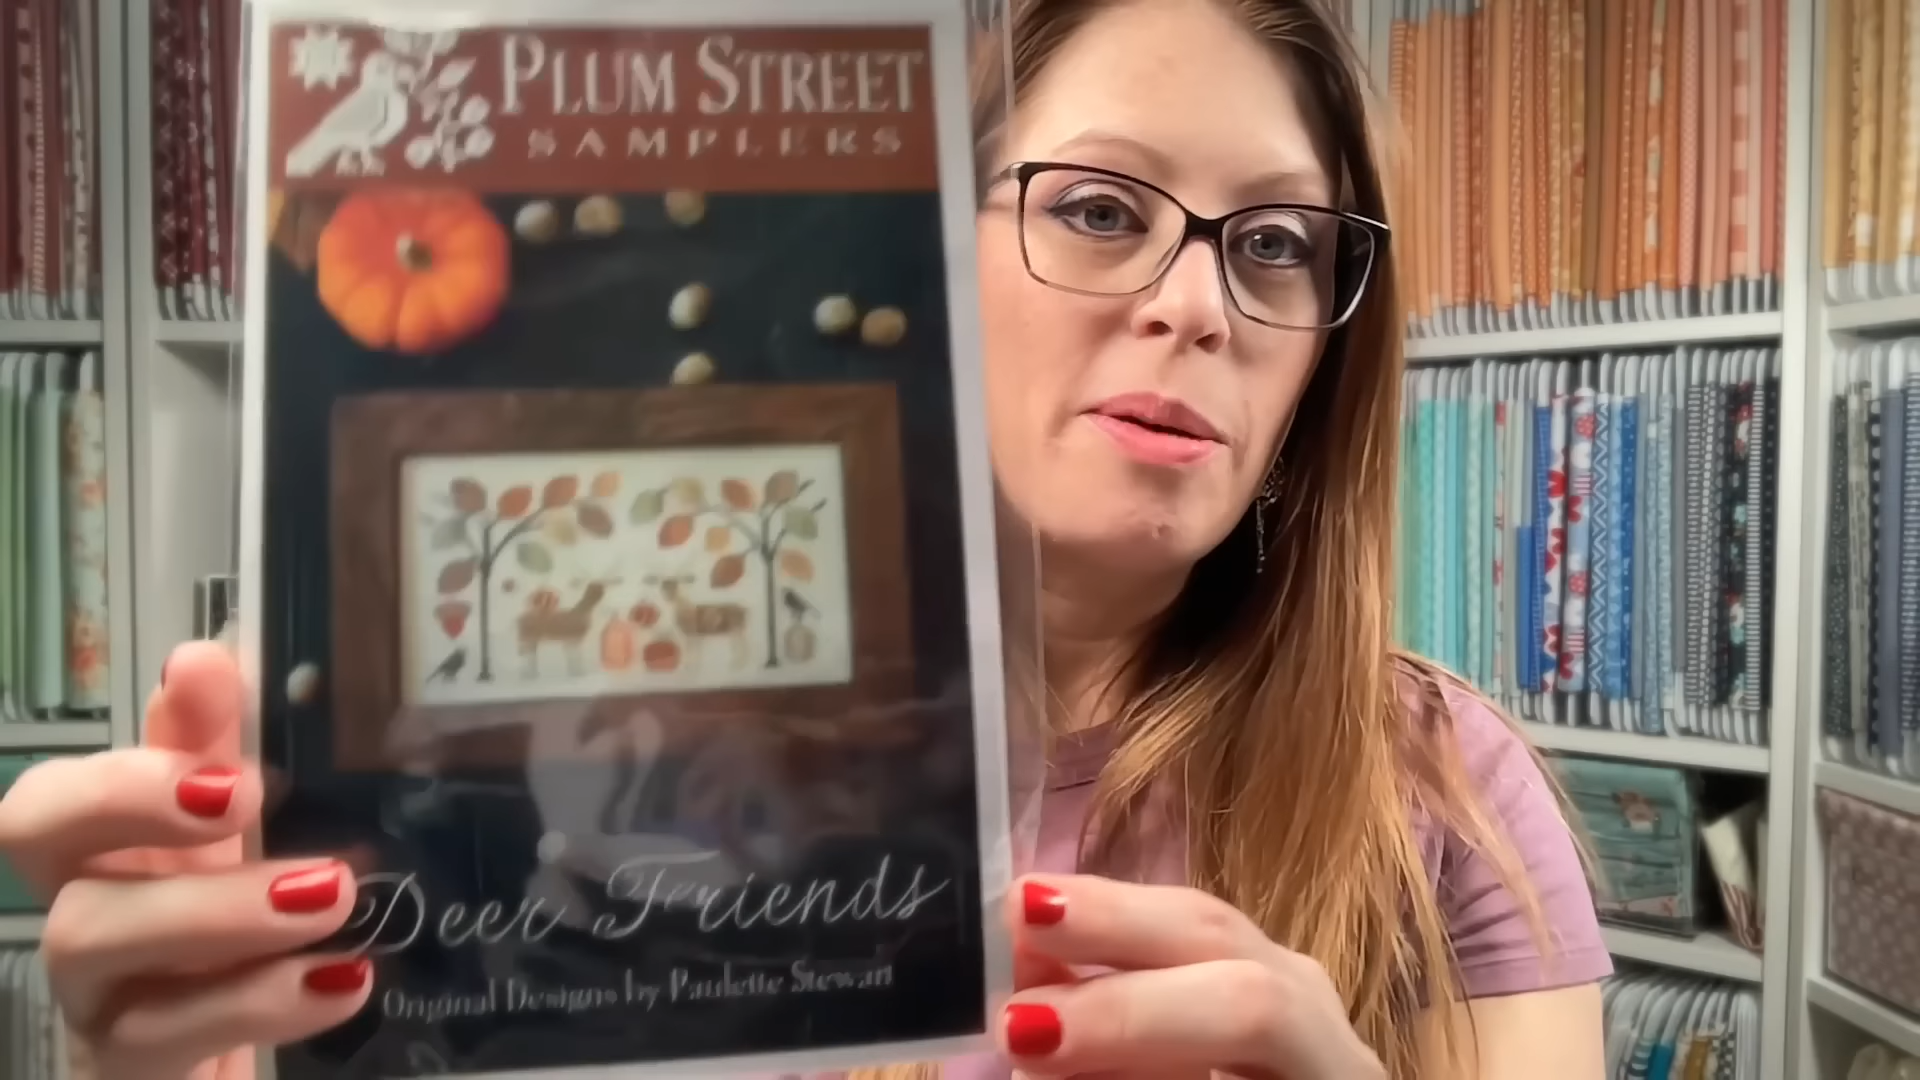 PLUM STREET
SAMPLERS
Deer Friends
Original Designs by Paulette Stewart